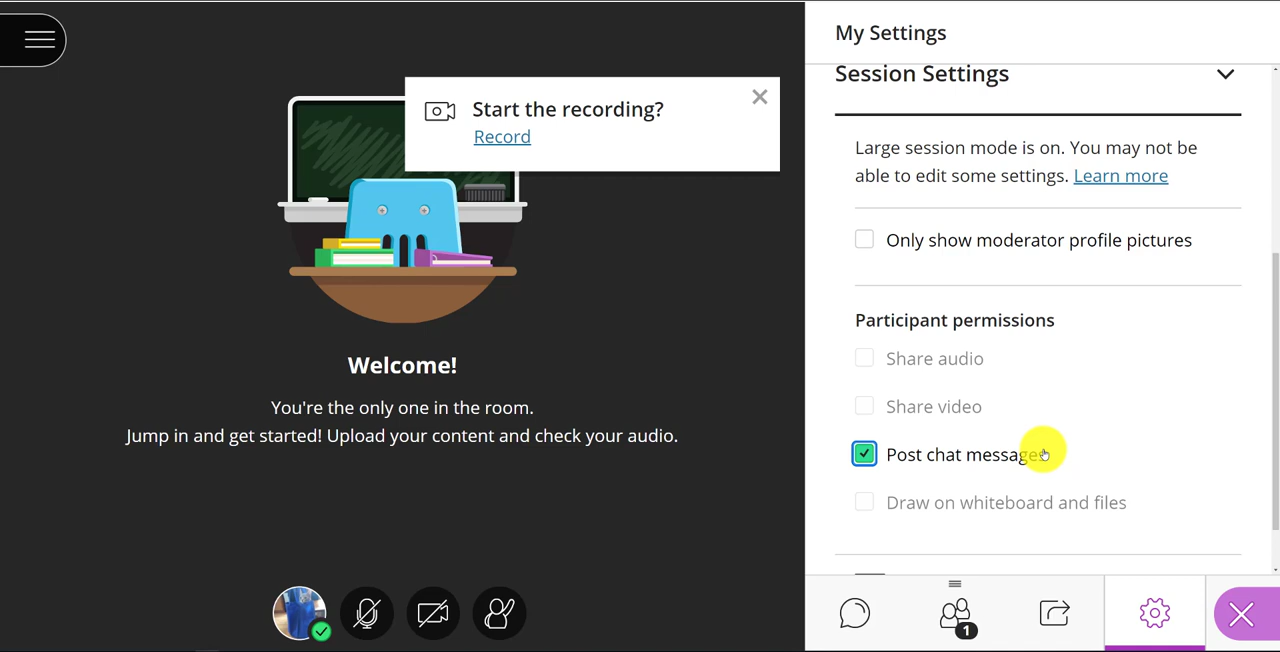 My Settings
Session Settings
Start the recording?
Record
Large session mode is on. You may not be
able to edit some settings. Learn more
Only show moderator profile pictures
Participant permissions
Share audio
Share video
Post chat messages
Draw on whiteboard and files
Welcome!
You're the only one in the room.
Jump in and get started! Upload your content and check your audio.
1